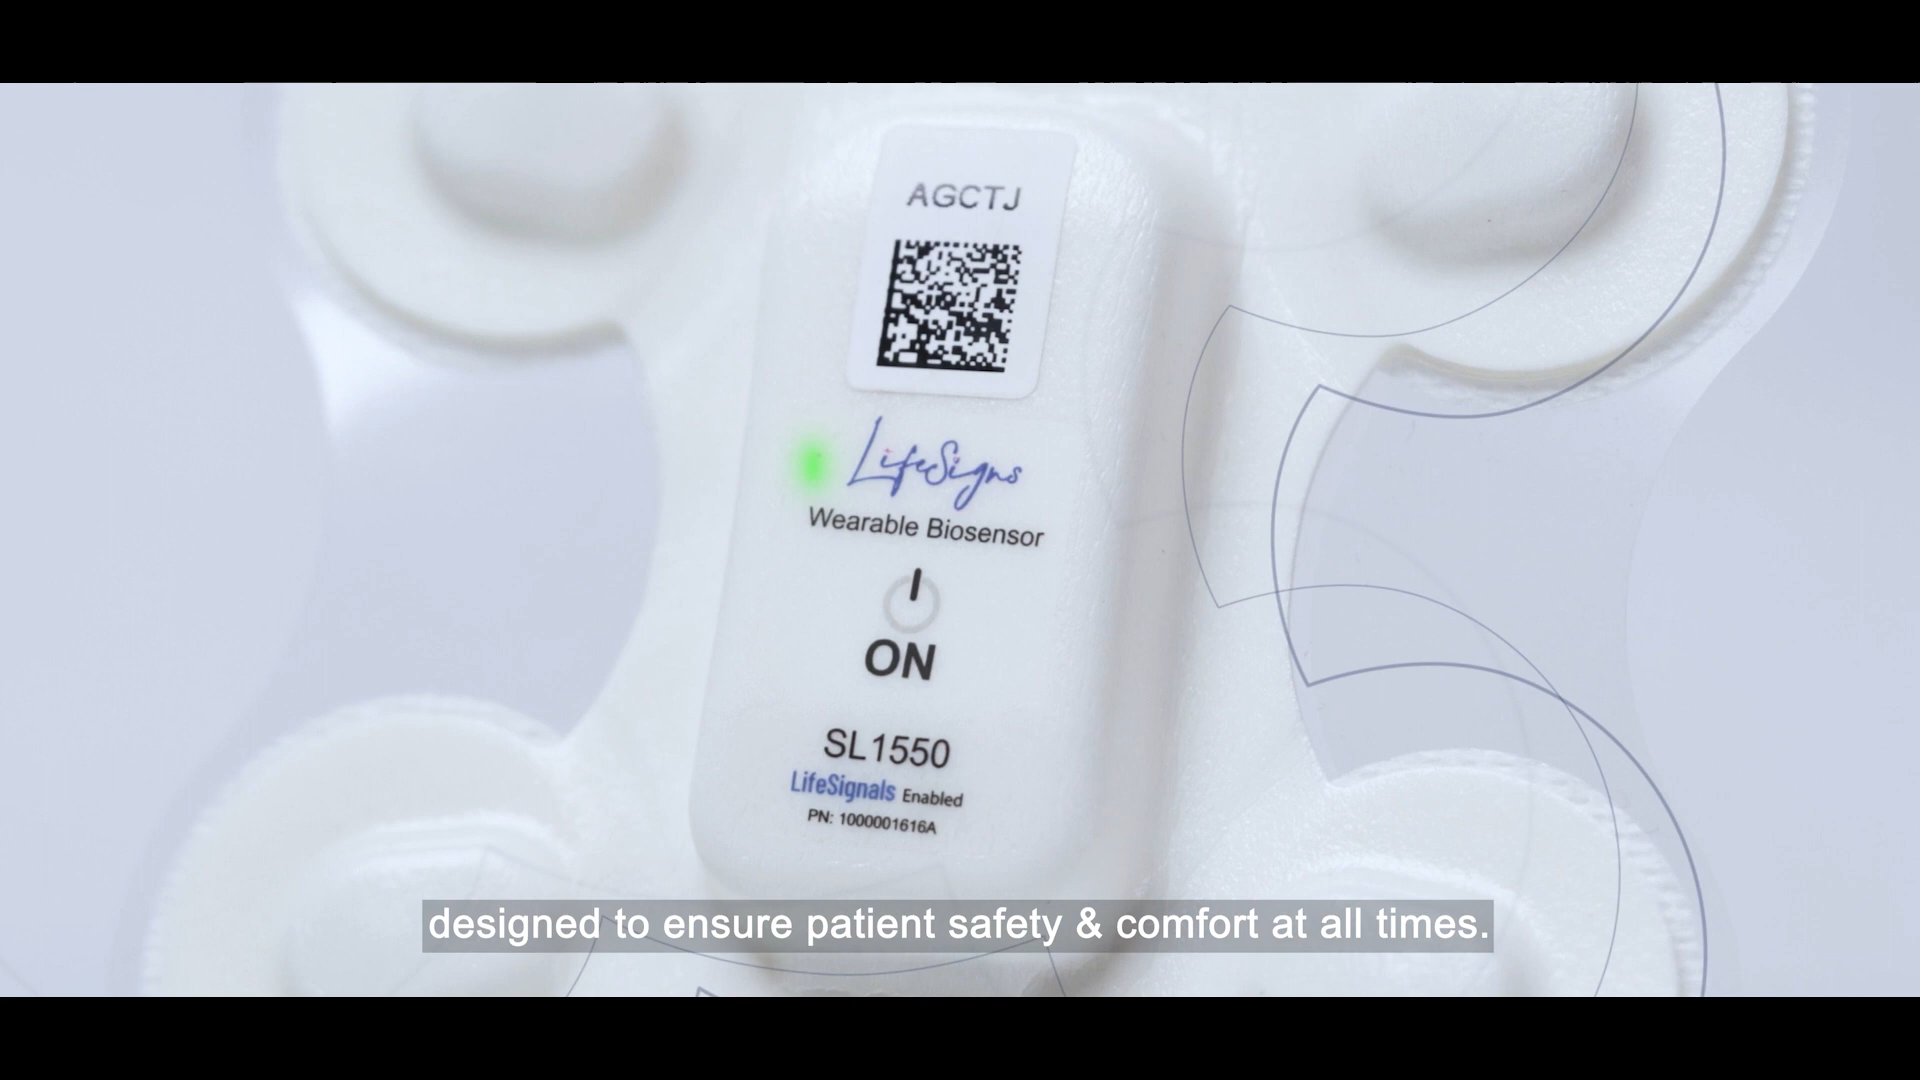 AGCTJ
LifeSigns
Wearable Biosensor
ON
SL1550
LifeSignals Enabled
PN: 1000001616A
designed to ensure patient safety & comfort at all times.